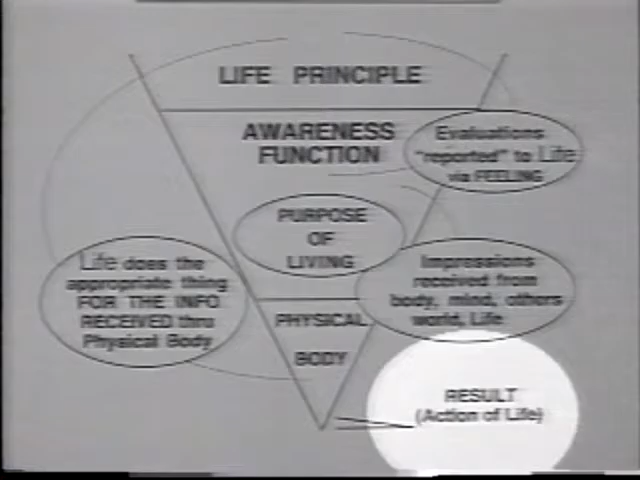 LIFE PRINCIPLE
AWARENESS
FUNCTION
Evaluations
"reported" to Life
via FEELING
PURPOSE
OF
LIVING
Life does the
appropriate thing
FOR THE INFO
RECEIVED thru
Physical Body
Impressions
received from
body, mind, others
world, Life
PHYSICAL
BODY
RESULT
(Action of Life)